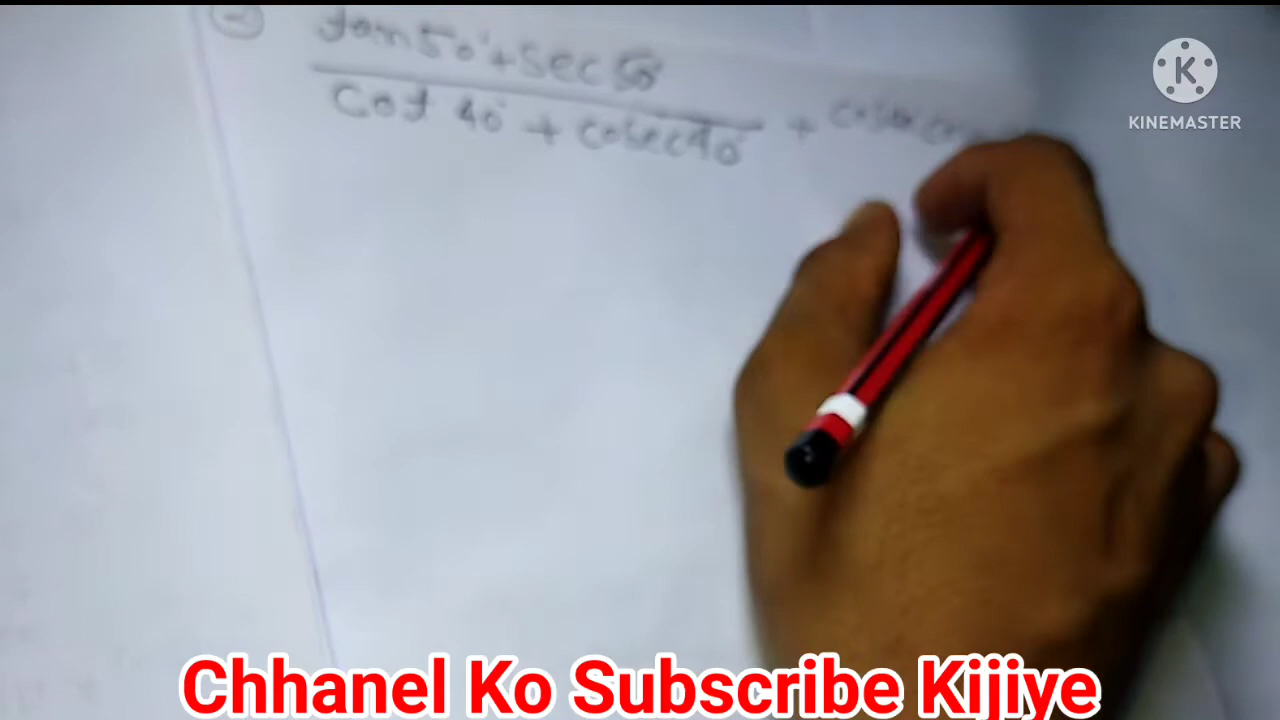 tan 50° + Sec 50°
Cot 40° + Cosec 40° +
KINEMASTER
Chhanel Ko Subscribe Kijiye